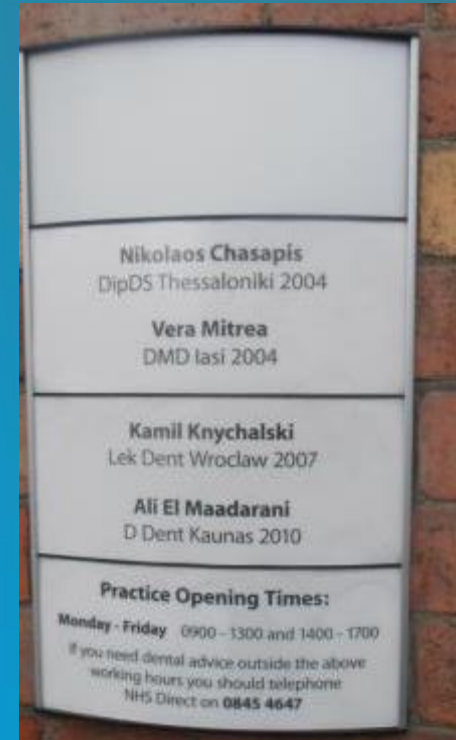 Nikolaos Chasapis
DipDS Thessaloniki 2004
Vera Mitrea
DMD Iasi 2004
Kamil Knychalski
Lek Dent Wroclaw 2007
Ali El Maadarani
D Dent Kaunas 2010
Practice Opening Times:
Monday - Friday 0900 - 1300 and 1400 - 1700
If you need dental advice outside the above
working hours you should telephone
NHS Direct on 0845 4647